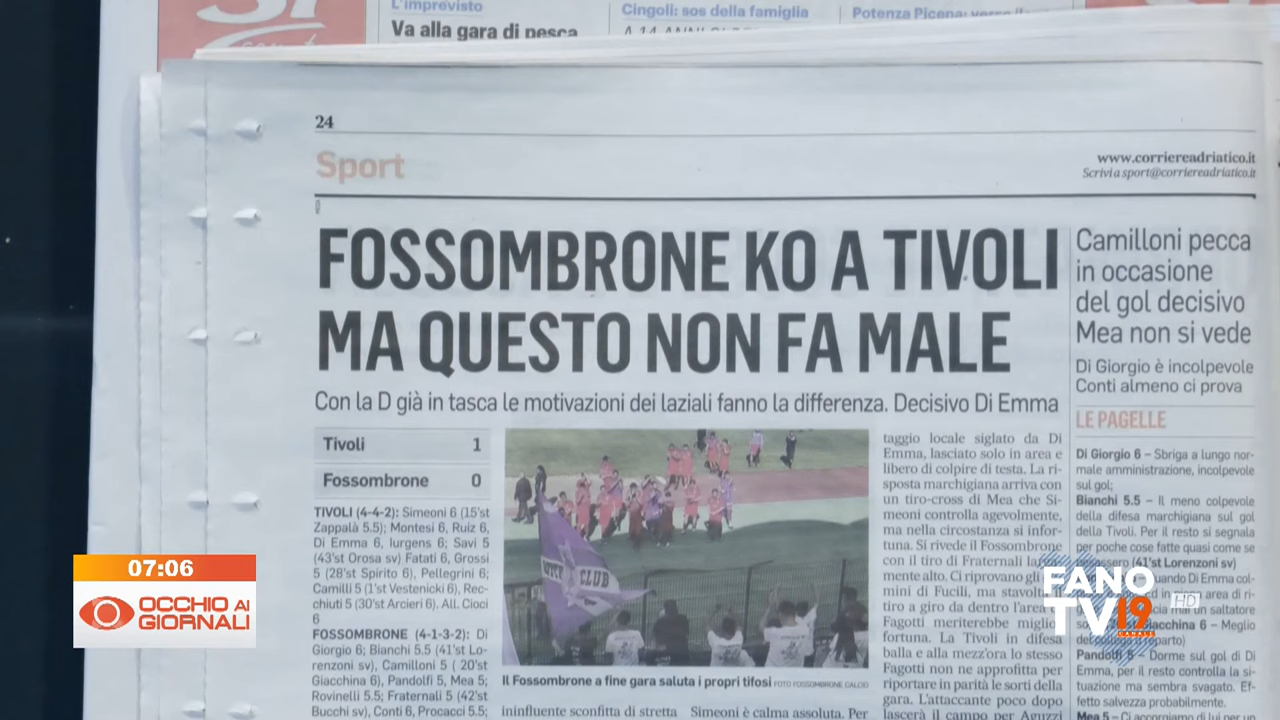 L'imprevisto
Va alla gara di pesca
Cingoli: sos della famiglia
Potenza Picena:
24
Sport
www.corriereadriatico.it
Scrivi a sport@corriereadriatico.it
FOSSOMBRONE KO A TIVOLI
MA QUESTO NON FA MALE
Con la D già in tasca le motivazioni dei laziali fanno la differenza. Decisivo Di Emma
Camilloni pecca
in occasione
del gol decisivo
Mea non si vede
Di Giorgio è incolpevole
Conti almeno ci prova
Tivoli 1
Fossombrone 0
TIVOLI (4-4-2): Simeoni 6 (15'st
Zappalà 5.5); Montesi 6, Ruiz 6,
Di Emma 6, Iurgens 6; Savi 5
(43'st Orosa sv) Fatati 6, Grossi
5 (28'st Spirito 6), Pellegrini 6;
Camilli 5 (1'st Vestenicki 6), Rec-
chiuti 5 (30'st Arcieri 6). All. Cioci
6
FOSSOMBRONE (4-1-3-2): Di
Giorgio 6; Bianchi 5.5 (41'st Lo-
renzoni sv), Camilloni 5 ( 20'st
Giacchina 6), Pandolfi 5, Mea 5;
Rovinelli 5.5; Fraternali 5 (42'st
Bucchi sv), Conti 6, Procacci 5.5;
CLUB
Il Fossombrone a fine gara saluta i propri tifosi FOTO FOSSOMBRONE CALCIO
ininfluente sconfitta di stretta
Simeoni è calma assoluta. Per
taggio locale siglato da Di
Emma, lasciato solo in area e
libero di colpire di testa. La ri-
sposta marchigiana arriva con
un tiro-cross di Mea che Si-
meoni controlla agevolmente,
ma nella circostanza si infor-
tuna. Si rivede il Fossombrone
con il tiro di Fraternali
mente alto. Ci riprovano gli
mini di Fucili, ma stavol
tiro a giro da dentro l'area
Fagotti meriterebbe miglio
fortuna. La Tivoli in difesa
balla e alla mezz'ora lo stesso
Fagotti non ne approfitta per
riportare in parità le sorti della
gara. L'attaccante poco dopo
lascerà il campo per Aguzzi
LE PAGELLE
Di Giorgio 6 – Sbriga a lungo nor-
male amministrazione, incolpevole
sul gol;
Bianchi 5.5 – Il meno colpevole
della difesa marchigiana sul gol
della Tivoli. Per il resto si segnala
per poche cose fatte quasi come se
(41'st Lorenzoni sv)
uando Di Emma col-
in area di ri-
un saltatore
iacchina 6 – Meglio
reparto)
Pandolfi 5 – Dorme sul gol di Di
Emma, per il resto controlla la si-
tuazione ma sembra svagato. Ef-
fetto salvezza probabilmente.
Mea 5 – Ci accorgiamo di lui per un
07:06
OCCHIO AI
GIORNALI
FANO
TV19
HD
CANALE